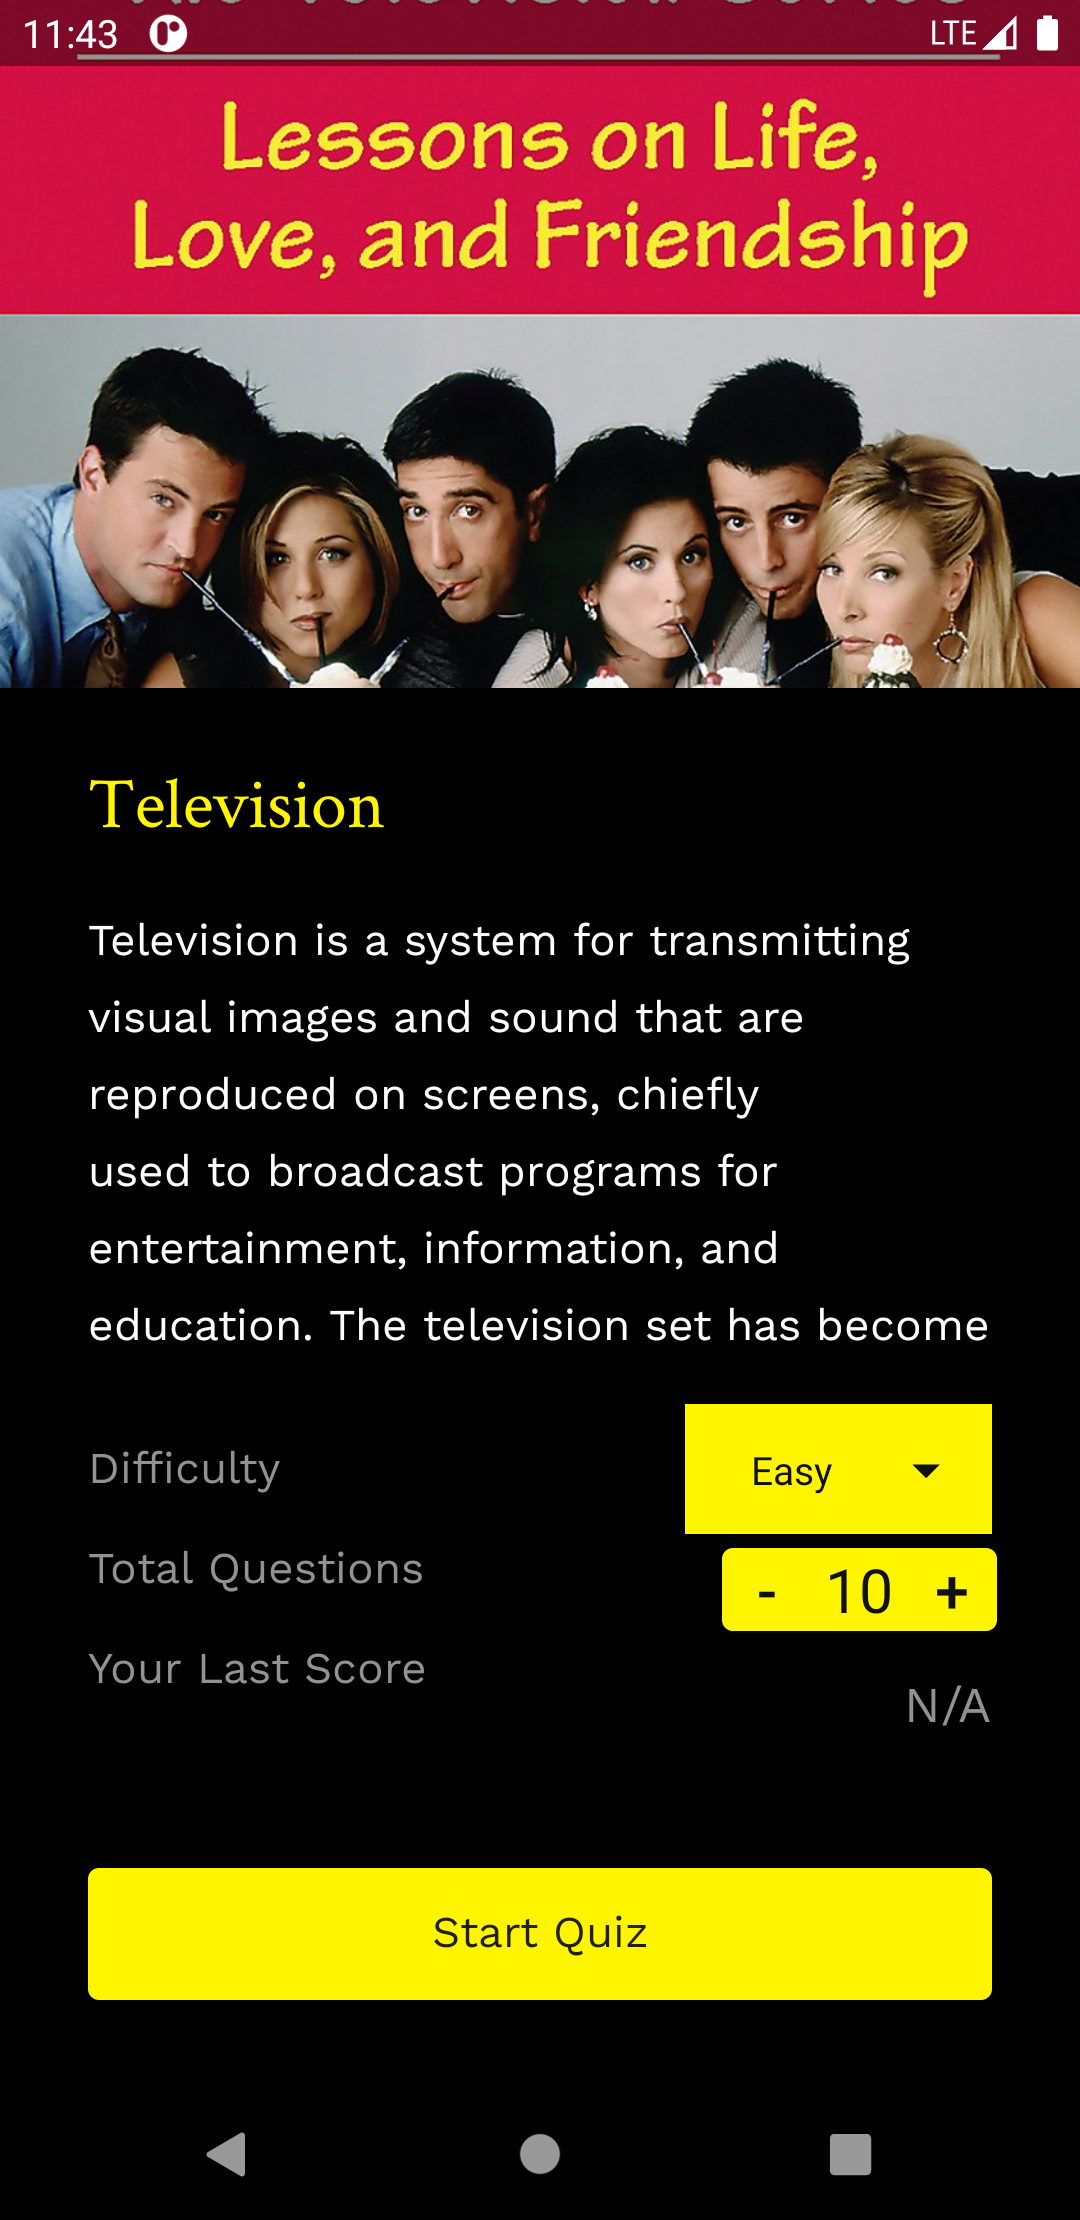 11:43
LTE
Lessons on Life,
Love, and Friendship
Television
Television is a system for transmitting
visual images and sound that are
reproduced on screens, chiefly
used to broadcast programs for
entertainment, information, and
education. The television set has become
Difficulty
Easy
Total Questions
- 10 +
Your Last Score
N/A
Start Quiz